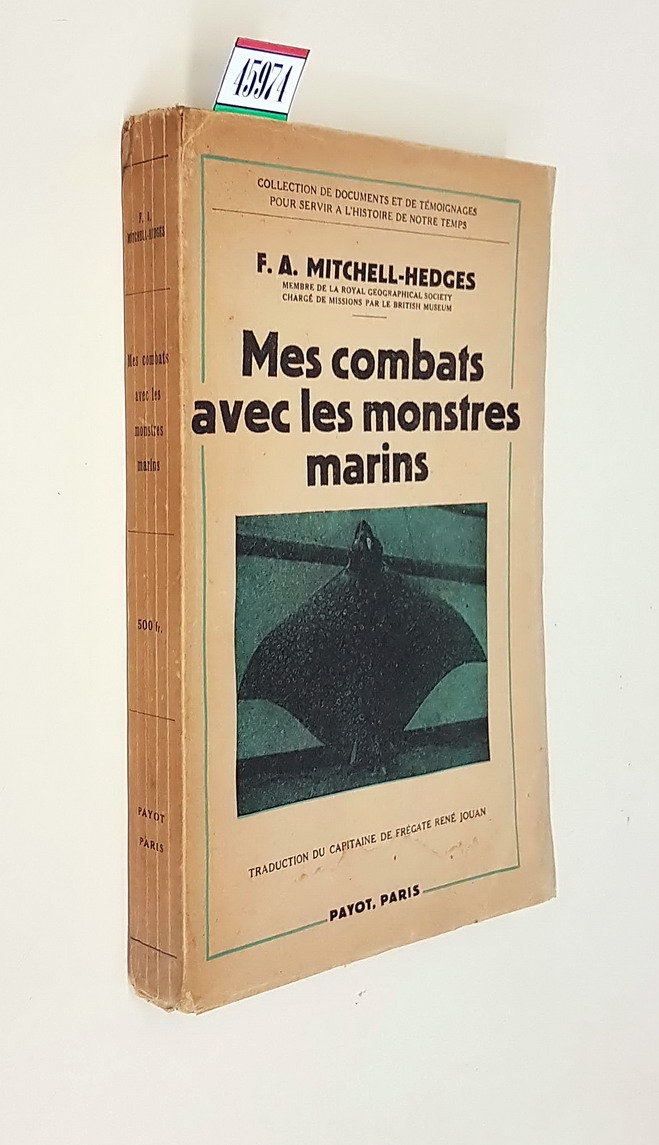 45974
COLLECTION DE DOCUMENTS ET DE TÉMOIGNAGES
POUR SERVIR A L'HISTOIRE DE NOTRE TEMPS
F. A. MITCHELL-HEDGES
MEMBRE DE LA ROYAL GEOGRAPHICAL SOCIETY
CHARGÉ DE MISSIONS PAR LE BRITISH MUSEUM
Mes combats
avec les monstres
marins
TRADUCTION DU CAPITAINE DE FRÉGATE RENÉ JOUAN
PAYOT, PARIS
F. A.
MITCHELL-HEDGES
Mes combats
avec les
monstres
marins
500 fr.
PAYOT
PARIS